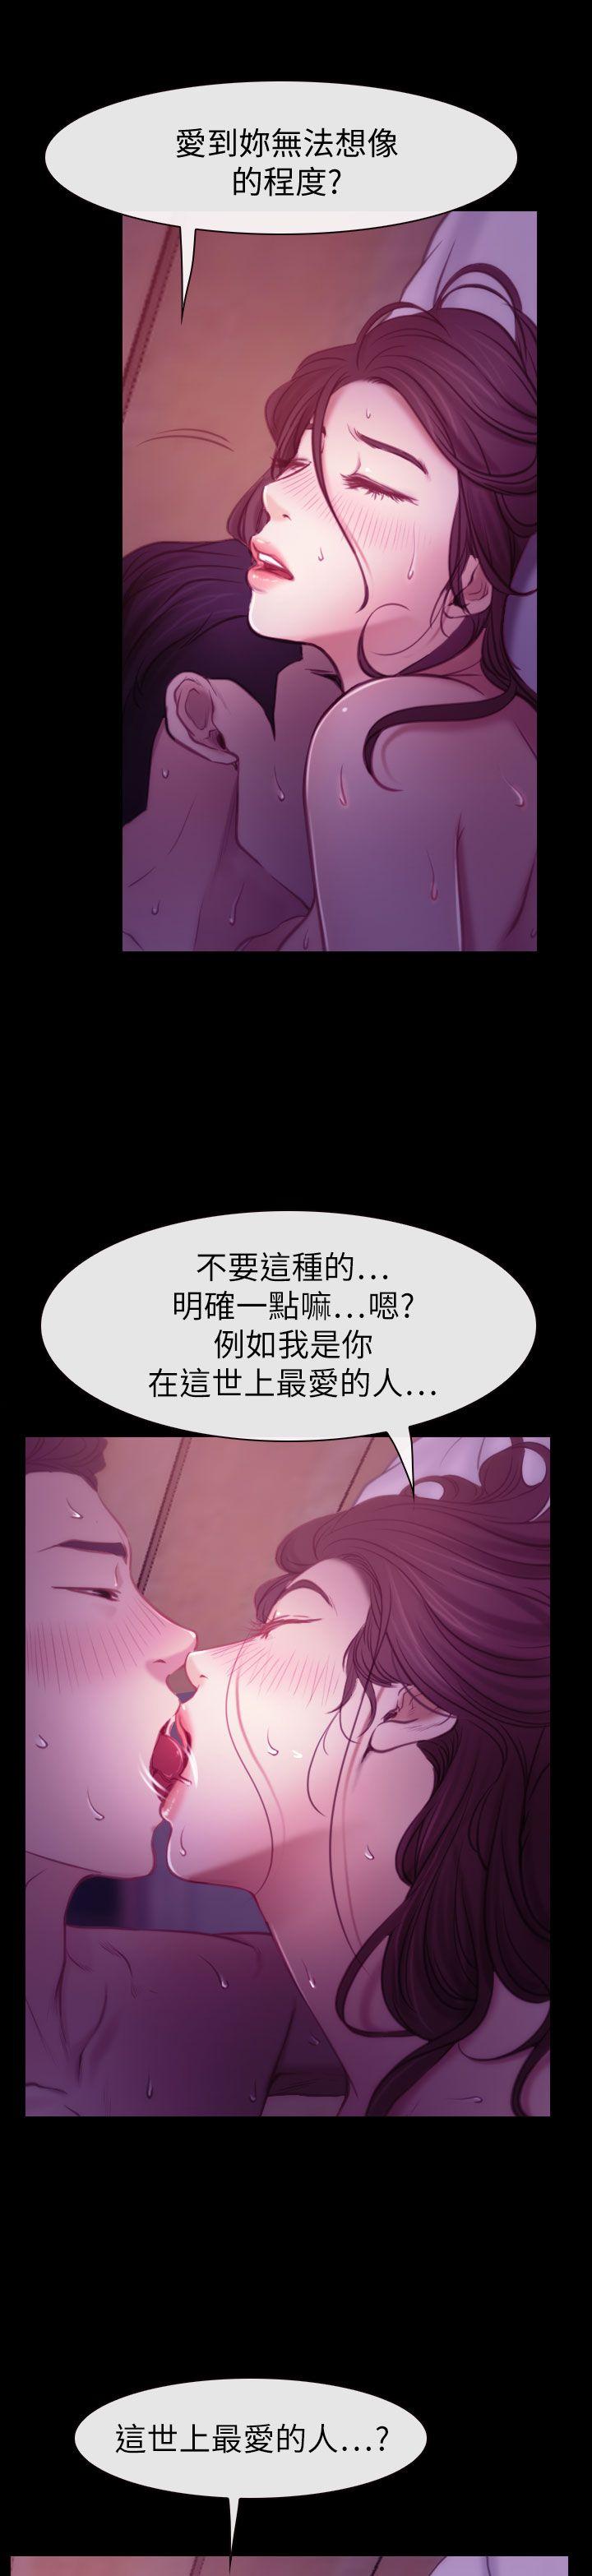 愛到妳無法想像
的程度?
不要這種的...
明確一點嘛...嗯?
例如我是你
在這世上最愛的人...
這世上最愛的人...?